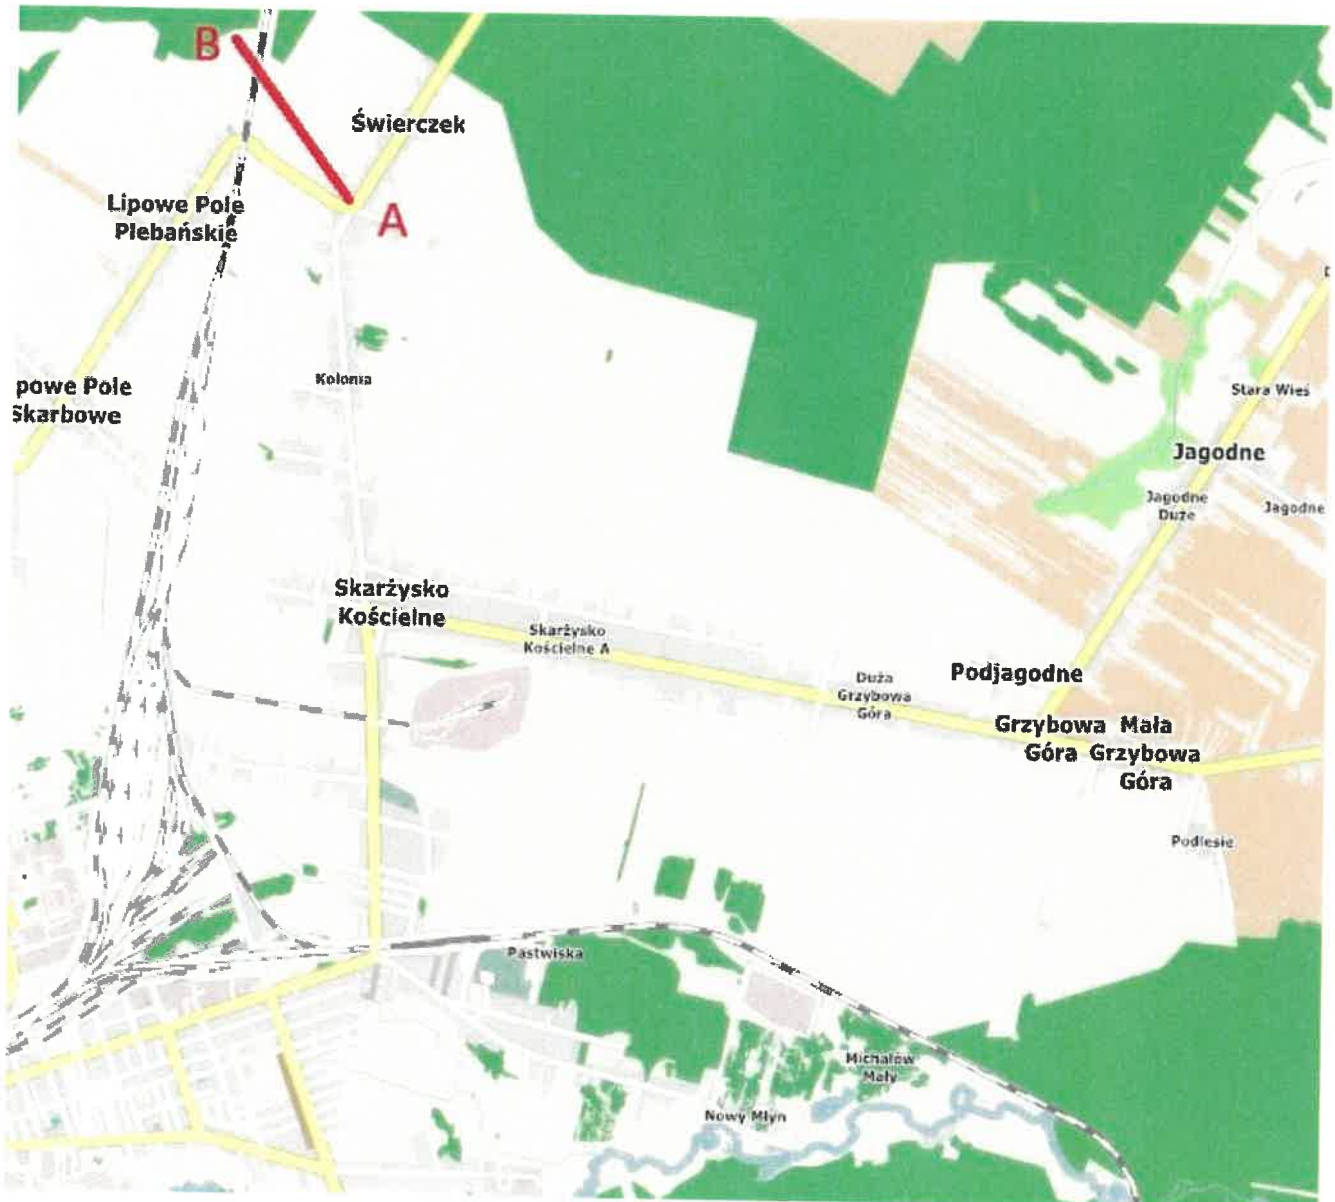 B
Świerczek
Lipowe Pole
Plebańskie
A
powe Pole
Skarbowe
Kolonia
Stara Wieś
Jagodne
Jagodne
Duże
Jagodne
Skarżysko
Kościelne
Skarżysko
Kościelne A
Duża
Grzybowa
Góra
Podjagodne
Grzybowa Mała
Góra Grzybowa
Góra
Podlesie
Pastwiska
Michałów
Mały
Nowy Młyn